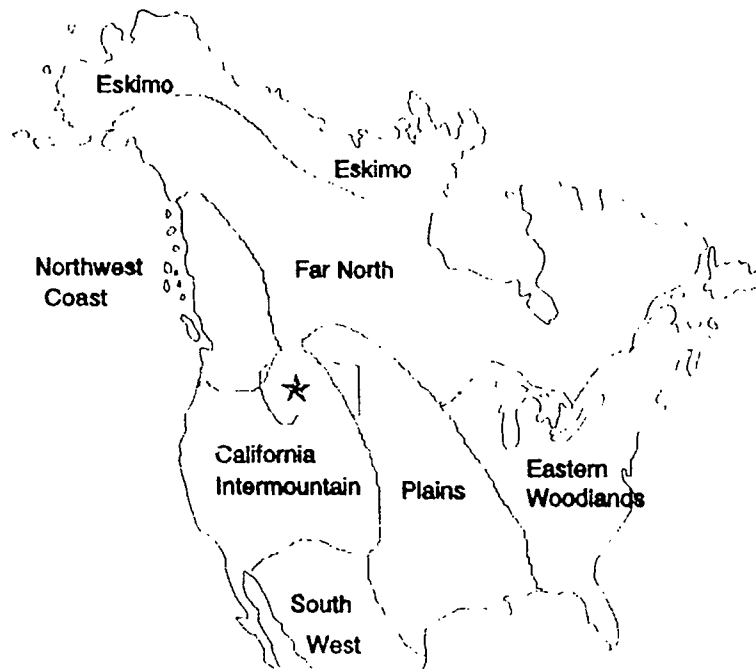 Eskimo
Eskimo
Northwest
Coast
Far North
California
Intermountain
Plains
Eastern
Woodlands
South
West